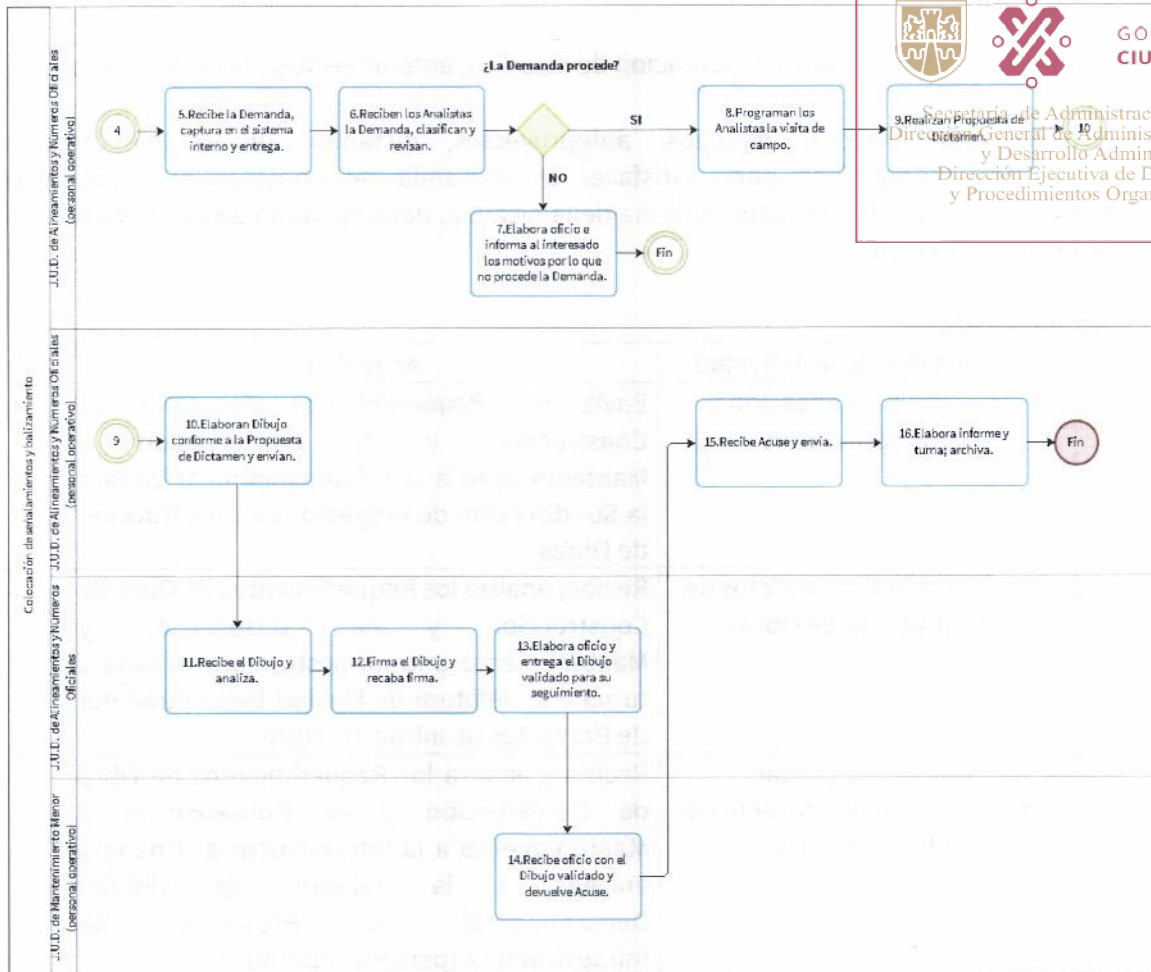 GO
CIU
Secretaría de Administrac
Dirección General de Adminis
y Desarrollo Admin
Dirección Ejecutiva de D
y Procedimientos Organ
Colocación de señalamientos y balizamiento
J.U.D. de Alineamientos y Números Oficiales
(personal operativo)
¿La Demanda procede?
4
5.Recibe la Demanda,
captura en el sistema
interno y entrega.
6.Reciben los Analistas
la Demanda, clasifican y
revisan.
SI
NO
8.Programan los
Analistas la visita de
campo.
9.Realizan Propuesta de
Dictamen.
10
7.Elabora oficio e
informa al interesado
los motivos por lo que
no procede la Demanda.
Fin
J.U.D. de Alineamientos y Números Oficiales
(personal operativo)
9
10.Elaboran Dibujo
conforme a la Propuesta
de Dictamen y envían.
15.Recibe Acuse y envía.
16.Elabora informe y
turna; archiva.
Fin
J.U.D. de Alineamientos y Números
Oficiales
11.Recibe el Dibujo y
analiza.
12.Firma el Dibujo y
recaba firma.
13.Elabora oficio y
entrega el Dibujo
validado para su
seguimiento.
J.U.D. de Mantenimiento Menor
(personal operativo)
14.Recibe oficio con el
Dibujo validado y
devuelve Acuse.